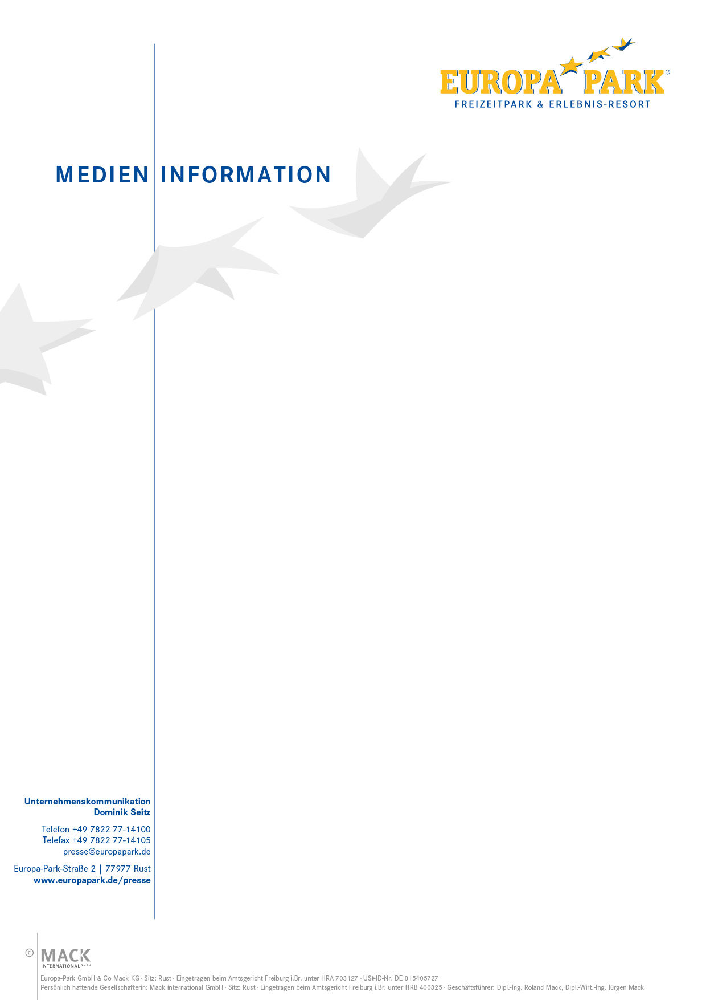 EUROPA PARK®
FREIZEITPARK & ERLEBNIS-RESORT
MEDIEN INFORMATION
Unternehmenskommunikation
Dominik Seitz
Telefon +49 7822 77-14100
Telefax +49 7822 77-14105
presse@europapark.de
Europa-Park-Straße 2 | 77977 Rust
www.europapark.de/presse
© MACK
INTERNATIONAL GMBH
Europa-Park GmbH & Co Mack KG · Sitz: Rust · Eingetragen beim Amtsgericht Freiburg i.Br. unter HRA 703127 · USt-ID-Nr. DE 815405727
Persönlich haftende Gesellschafterin: Mack international GmbH · Sitz: Rust · Eingetragen beim Amtsgericht Freiburg i.Br. unter HRB 400325 · Geschäftsführer: Dipl.-Ing. Roland Mack, Dipl.-Wirt.-Ing. Jürgen Mack